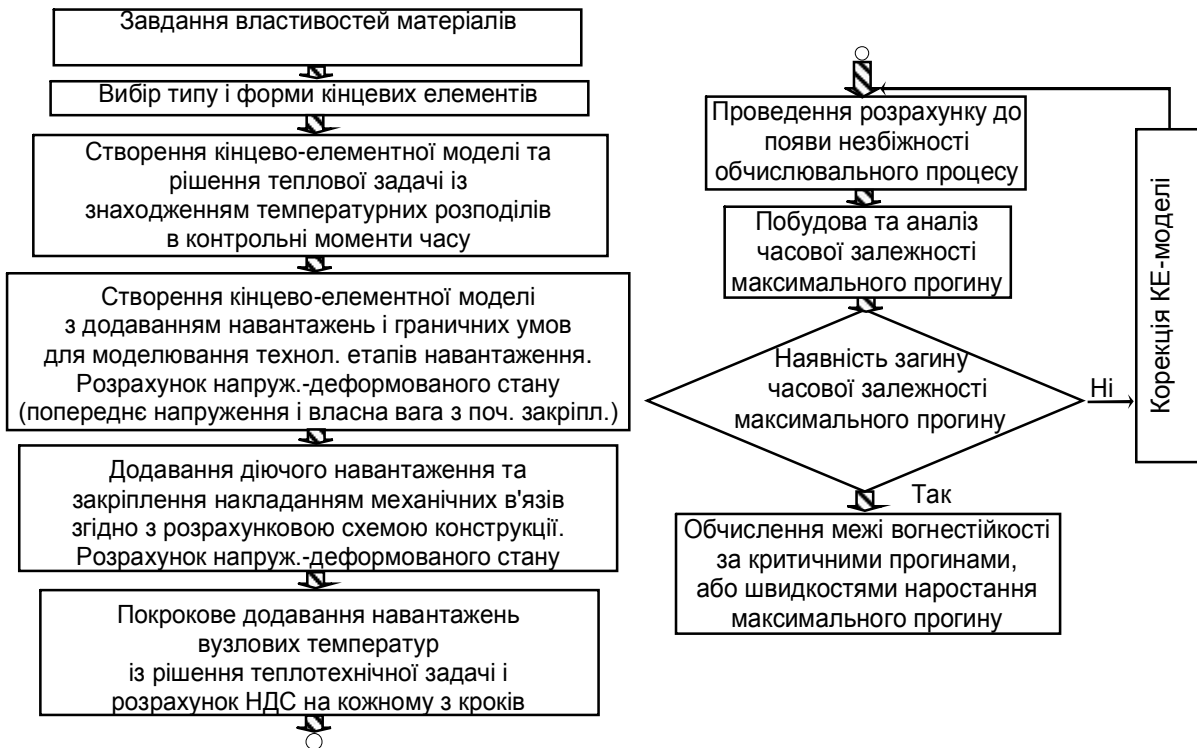 Завдання властивостей матеріалів
Вибір типу і форми кінцевих елементів
Створення кінцево-елементної моделі та
рішення теплової задачі із
знаходженням температурних розподілів
в контрольні моменти часу
Створення кінцево-елементної моделі
з додаванням навантажень і граничних умов
для моделювання технол. етапів навантаження.
Розрахунок напруж.-деформованого стану
(попереднє напруження і власна вага з поч. закріпл.)
Додавання діючого навантаження та
закріплення накладанням механічних в'язів
згідно з розрахунковою схемою конструкції.
Розрахунок напруж.-деформованого стану
Покрокове додавання навантажень
вузлових температур
із рішення теплотехнічної задачі і
розрахунок НДС на кожному з кроків
Проведення розрахунку до
появи незбіжності
обчислювального процесу
Побудова та аналіз
часової залежності
максимального прогину
Наявність загину
часової залежності
максимального прогину
Ні
Корекція КЕ-моделі
Так
Обчислення межі вогнестійкості
за критичними прогинами,
або швидкостями наростання
максимального прогину